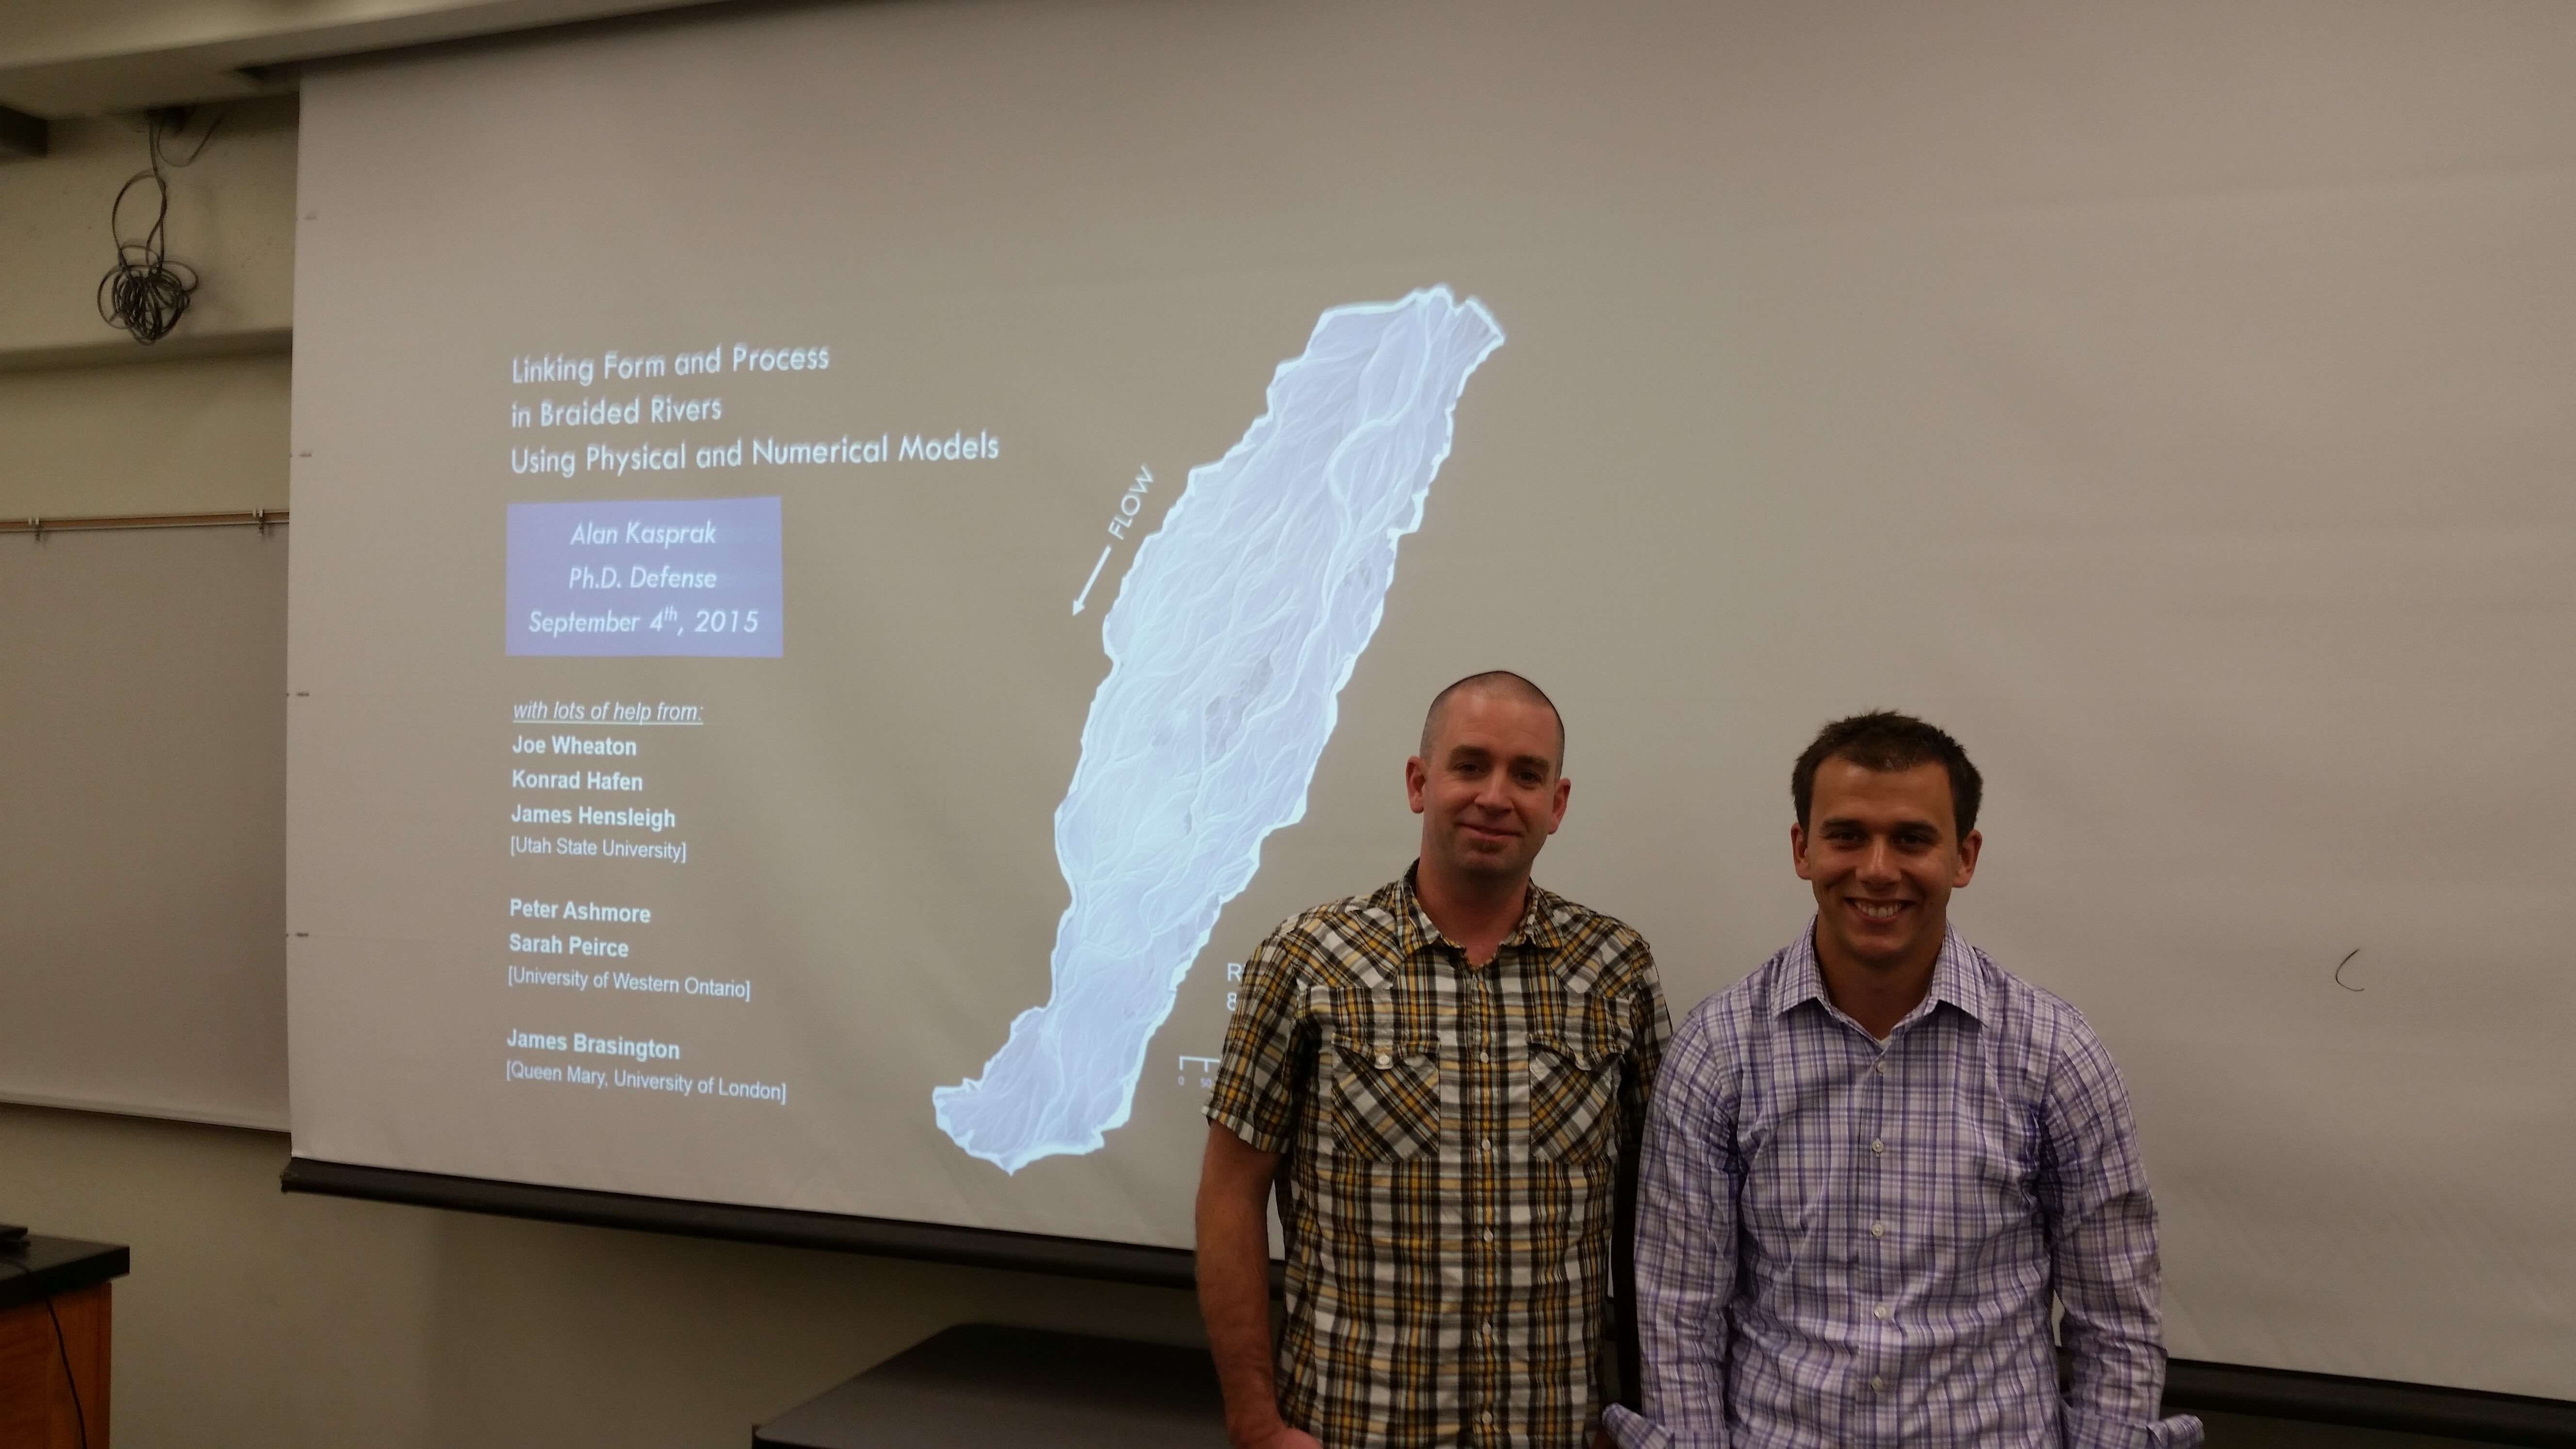 Linking Form and Process
in Braided Rivers
Using Physical and Numerical Models
Alan Kasprak
Ph.D. Defense
September 4th, 2015
with lots of help from:
Joe Wheaton
Konrad Hafen
James Hensleigh
[Utah State University]
Peter Ashmore
Sarah Peirce
[University of Western Ontario]
James Brasington
[Queen Mary, University of London]
FLOW
0